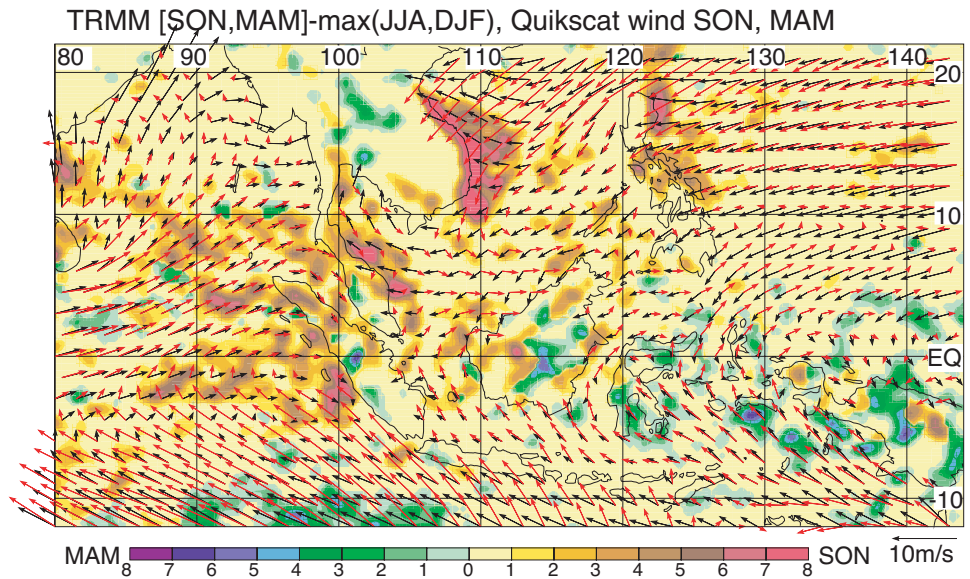 TRMM [SON,MAM]-max(JJA,DJF), Quikscat wind SON, MAM
80 90 100 110 120 130 140
20
10
EQ
10
MAM SON
8 7 6 5 4 3 2 1 0 1 2 3 4 5 6 7 8
10m/s